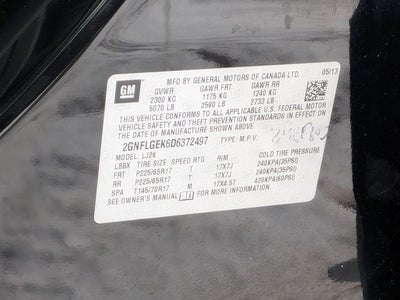 GM
MFD BY GENERAL MOTORS OF CANADA LTD. 05/13
GVWR GAWR FRT GAWR RR
2300 KG 1175 KG 1240 KG
5070 LB 2590 LB 2733 LB
THIS VEHICLE CONFORMS TO ALL APPLICABLE U.S. FEDERAL MOTOR
VEHICLE SAFETY AND THEFT PREVENTION STANDARDS IN EFFECT ON
THE DATE OF MANUFACTURE SHOWN ABOVE.
2GNFLGEK6D6372497 TYPE: M.P.V.
2 LJ26
LBBX TIRE SIZE SPEED RTG RIM COLD TIRE PRESSURE
FRT P225/65R17 T 17X7J 240KPA(35PSI)
RR P225/65R17 T 17X7J 240KPA(35PSI)
SPA T145/70R17 M 17X4.5T 420KPA(60PSI)
SEE OWNER'S MANUAL FOR MORE INFORMATION.